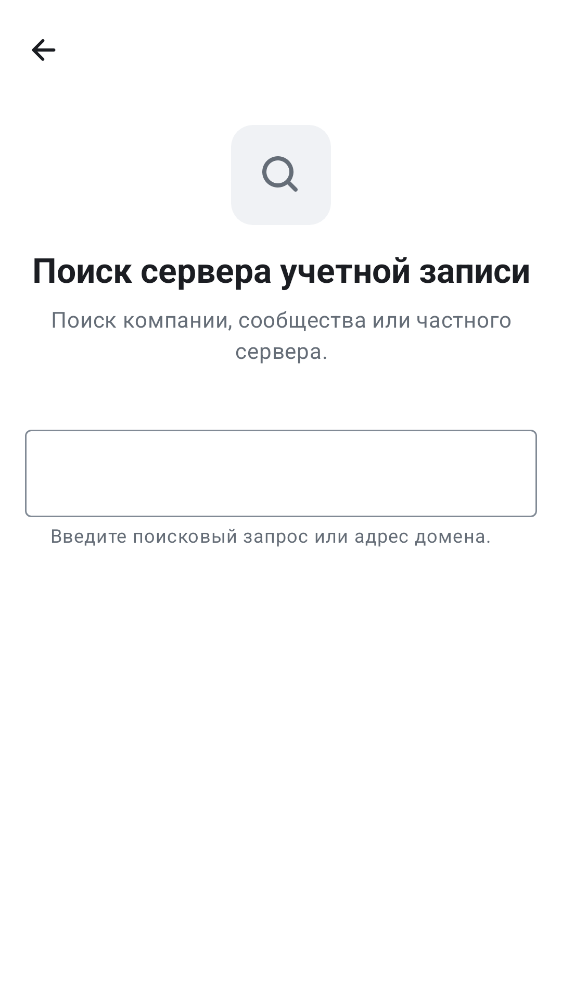 Поиск сервера учетной записи
Поиск компании, сообщества или частного
сервера.
Введите поисковый запрос или адрес домена.